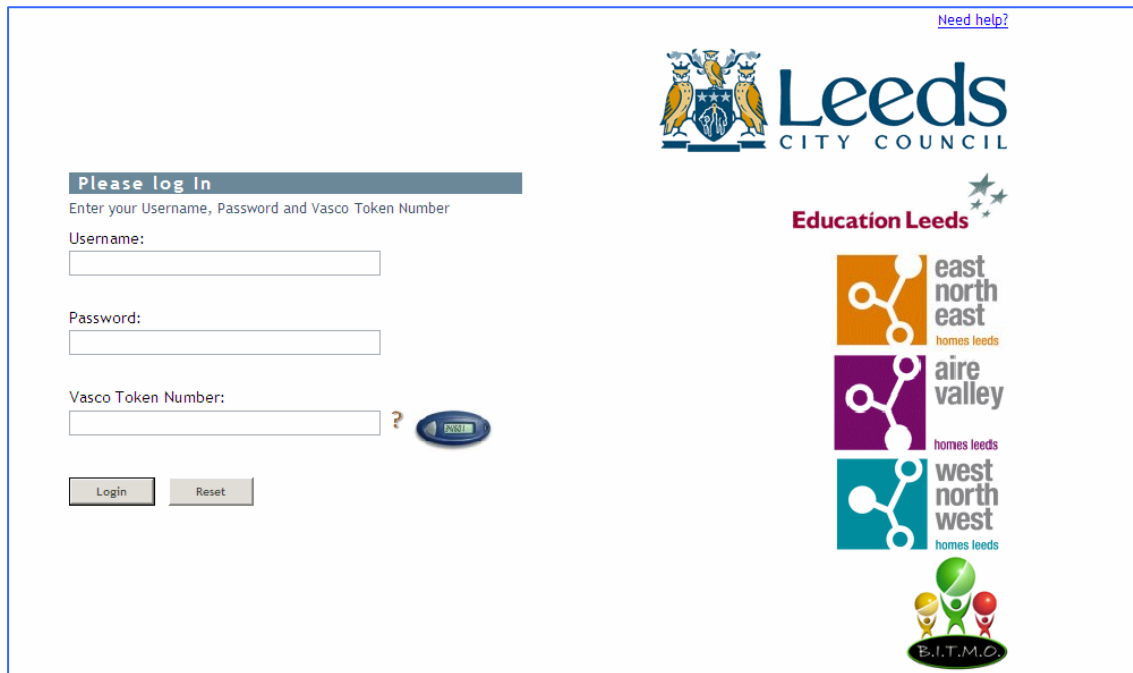 Need help?
Leeds
CITY COUNCIL
Please log In
Enter your Username, Password and Vasco Token Number
Username:
Password:
Vasco Token Number:
?
Login
Reset
Education Leeds
east
north
east
homes leeds
aire
valley
homes leeds
west
north
west
homes leeds
B.I.T.M.O.